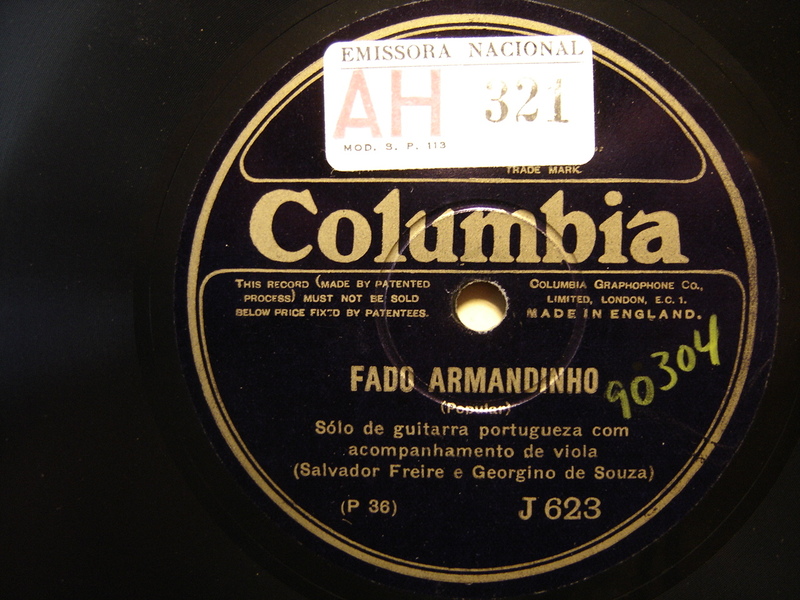 EMISSORA NACIONAL
AH 321
MOD. S. P. 113
TRADE MARK
Columbia
THIS RECORD (MADE BY PATENTED
PROCESS) MUST NOT BE SOLD
BELOW PRICE FIXED BY PATENTEES.
COLUMBIA GRAPHOPHONE CO.,
LIMITED, LONDON, E.C. 1.
MADE IN ENGLAND.
FADO ARMANDINHO
(Popular)
90304
Sólo de guitarra portugueza com
acompanhamento de viola
(Salvador Freire e Georgino de Souza)
(P 36) J 623